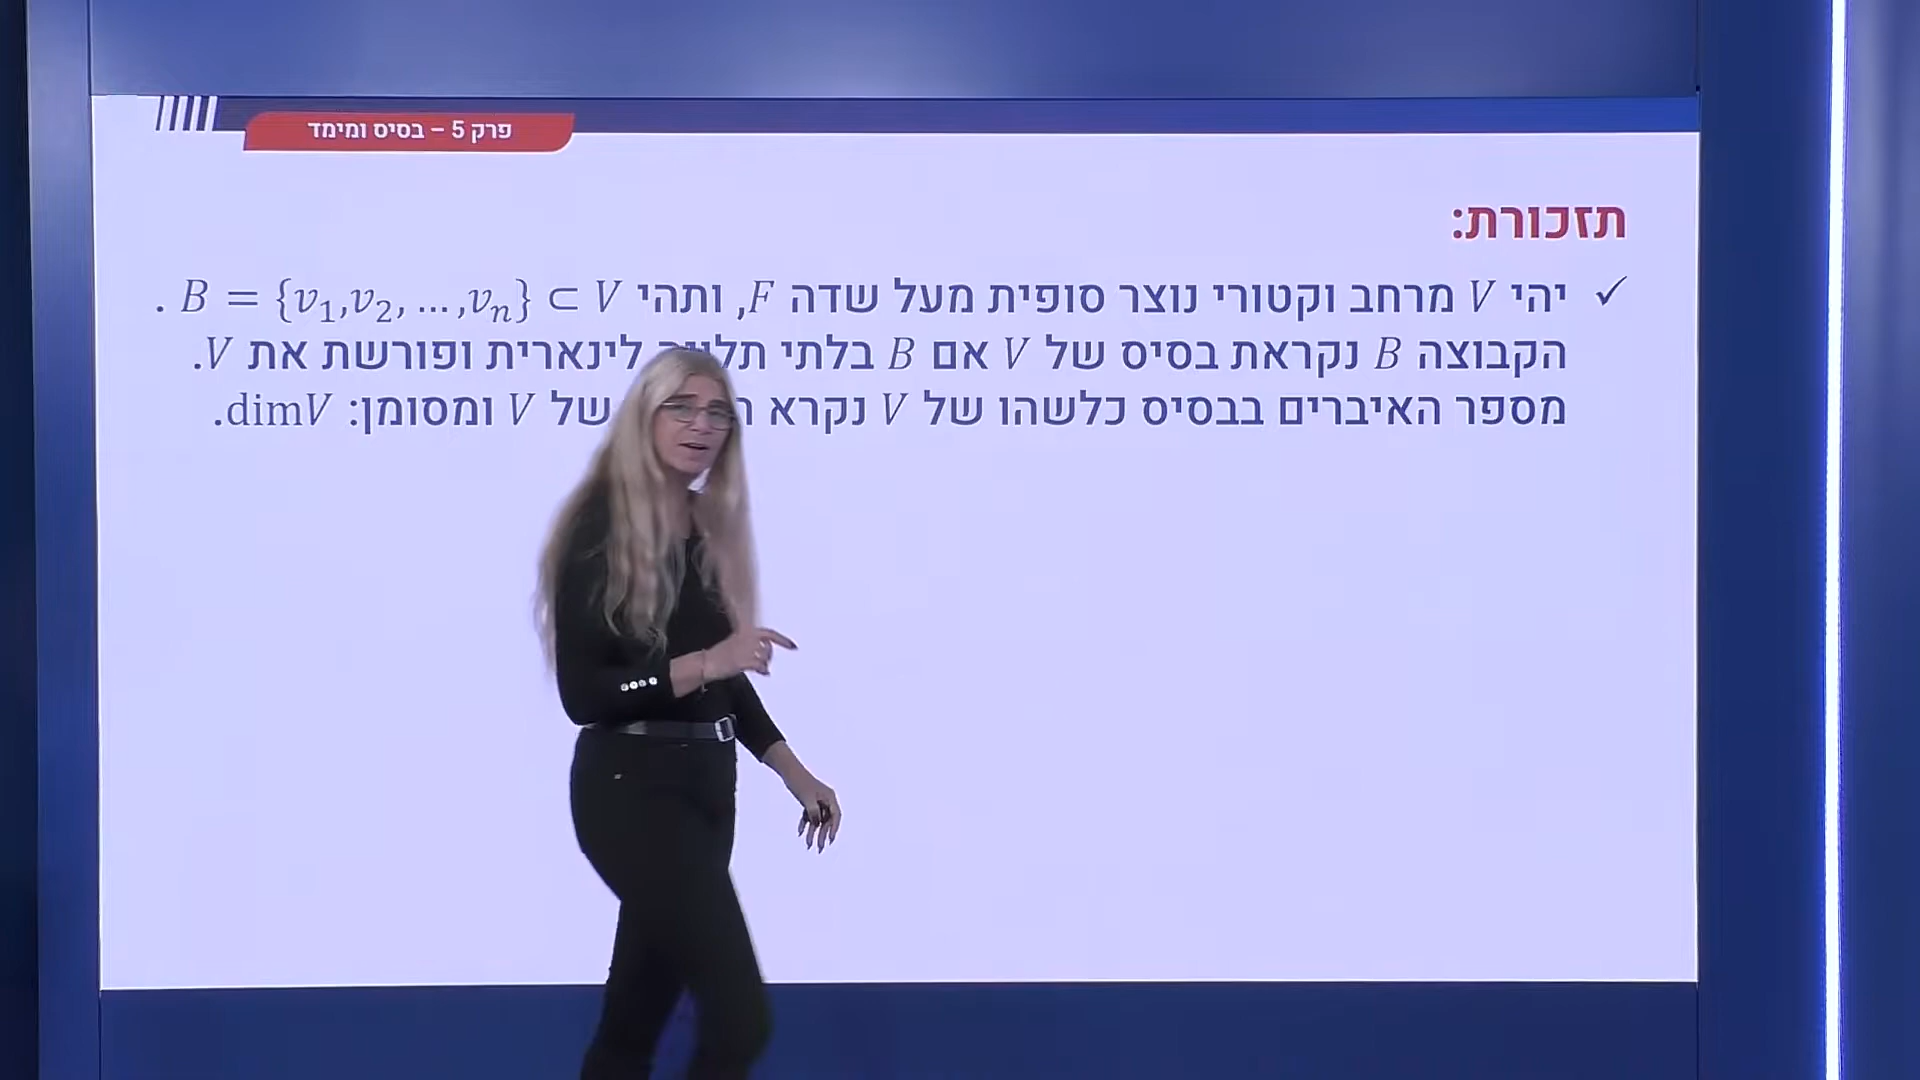 פרק 5 – בסיס ומימד
תזכורת:
✓ יהי V מרחב וקטורי נוצר סופית מעל שדה F, ותהי B = {v₁,v₂, …,vₙ} ⊂ V .
הקבוצה B נקראת בסיס של V אם B בלתי לינארית ופורשת את V.
מספר האיברים בבסיס כלשהו של V נקרא של V ומסומן: dimV.